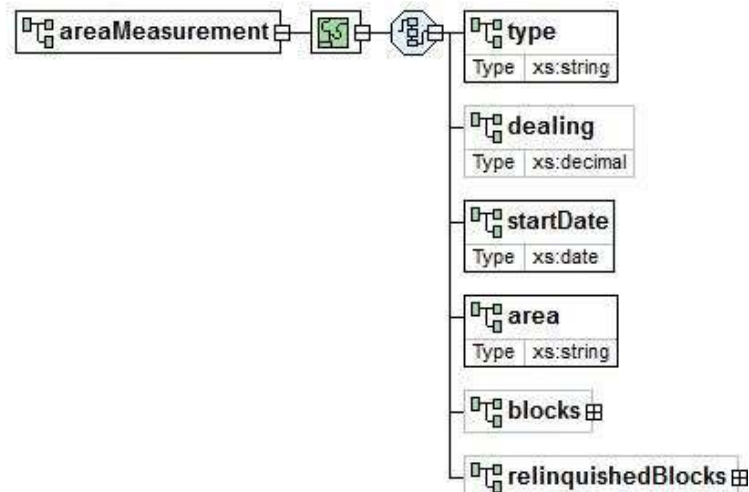 areaMeasurement
type
Type xs:string
dealing
Type xs:decimal
startDate
Type xs:date
area
Type xs:string
blocks
relinquishedBlocks